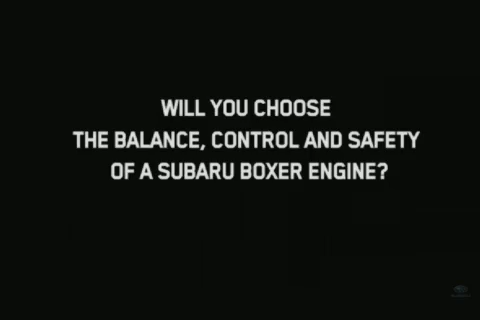 WILL YOU CHOOSE
THE BALANCE, CONTROL AND SAFETY
OF A SUBARU BOXER ENGINE?